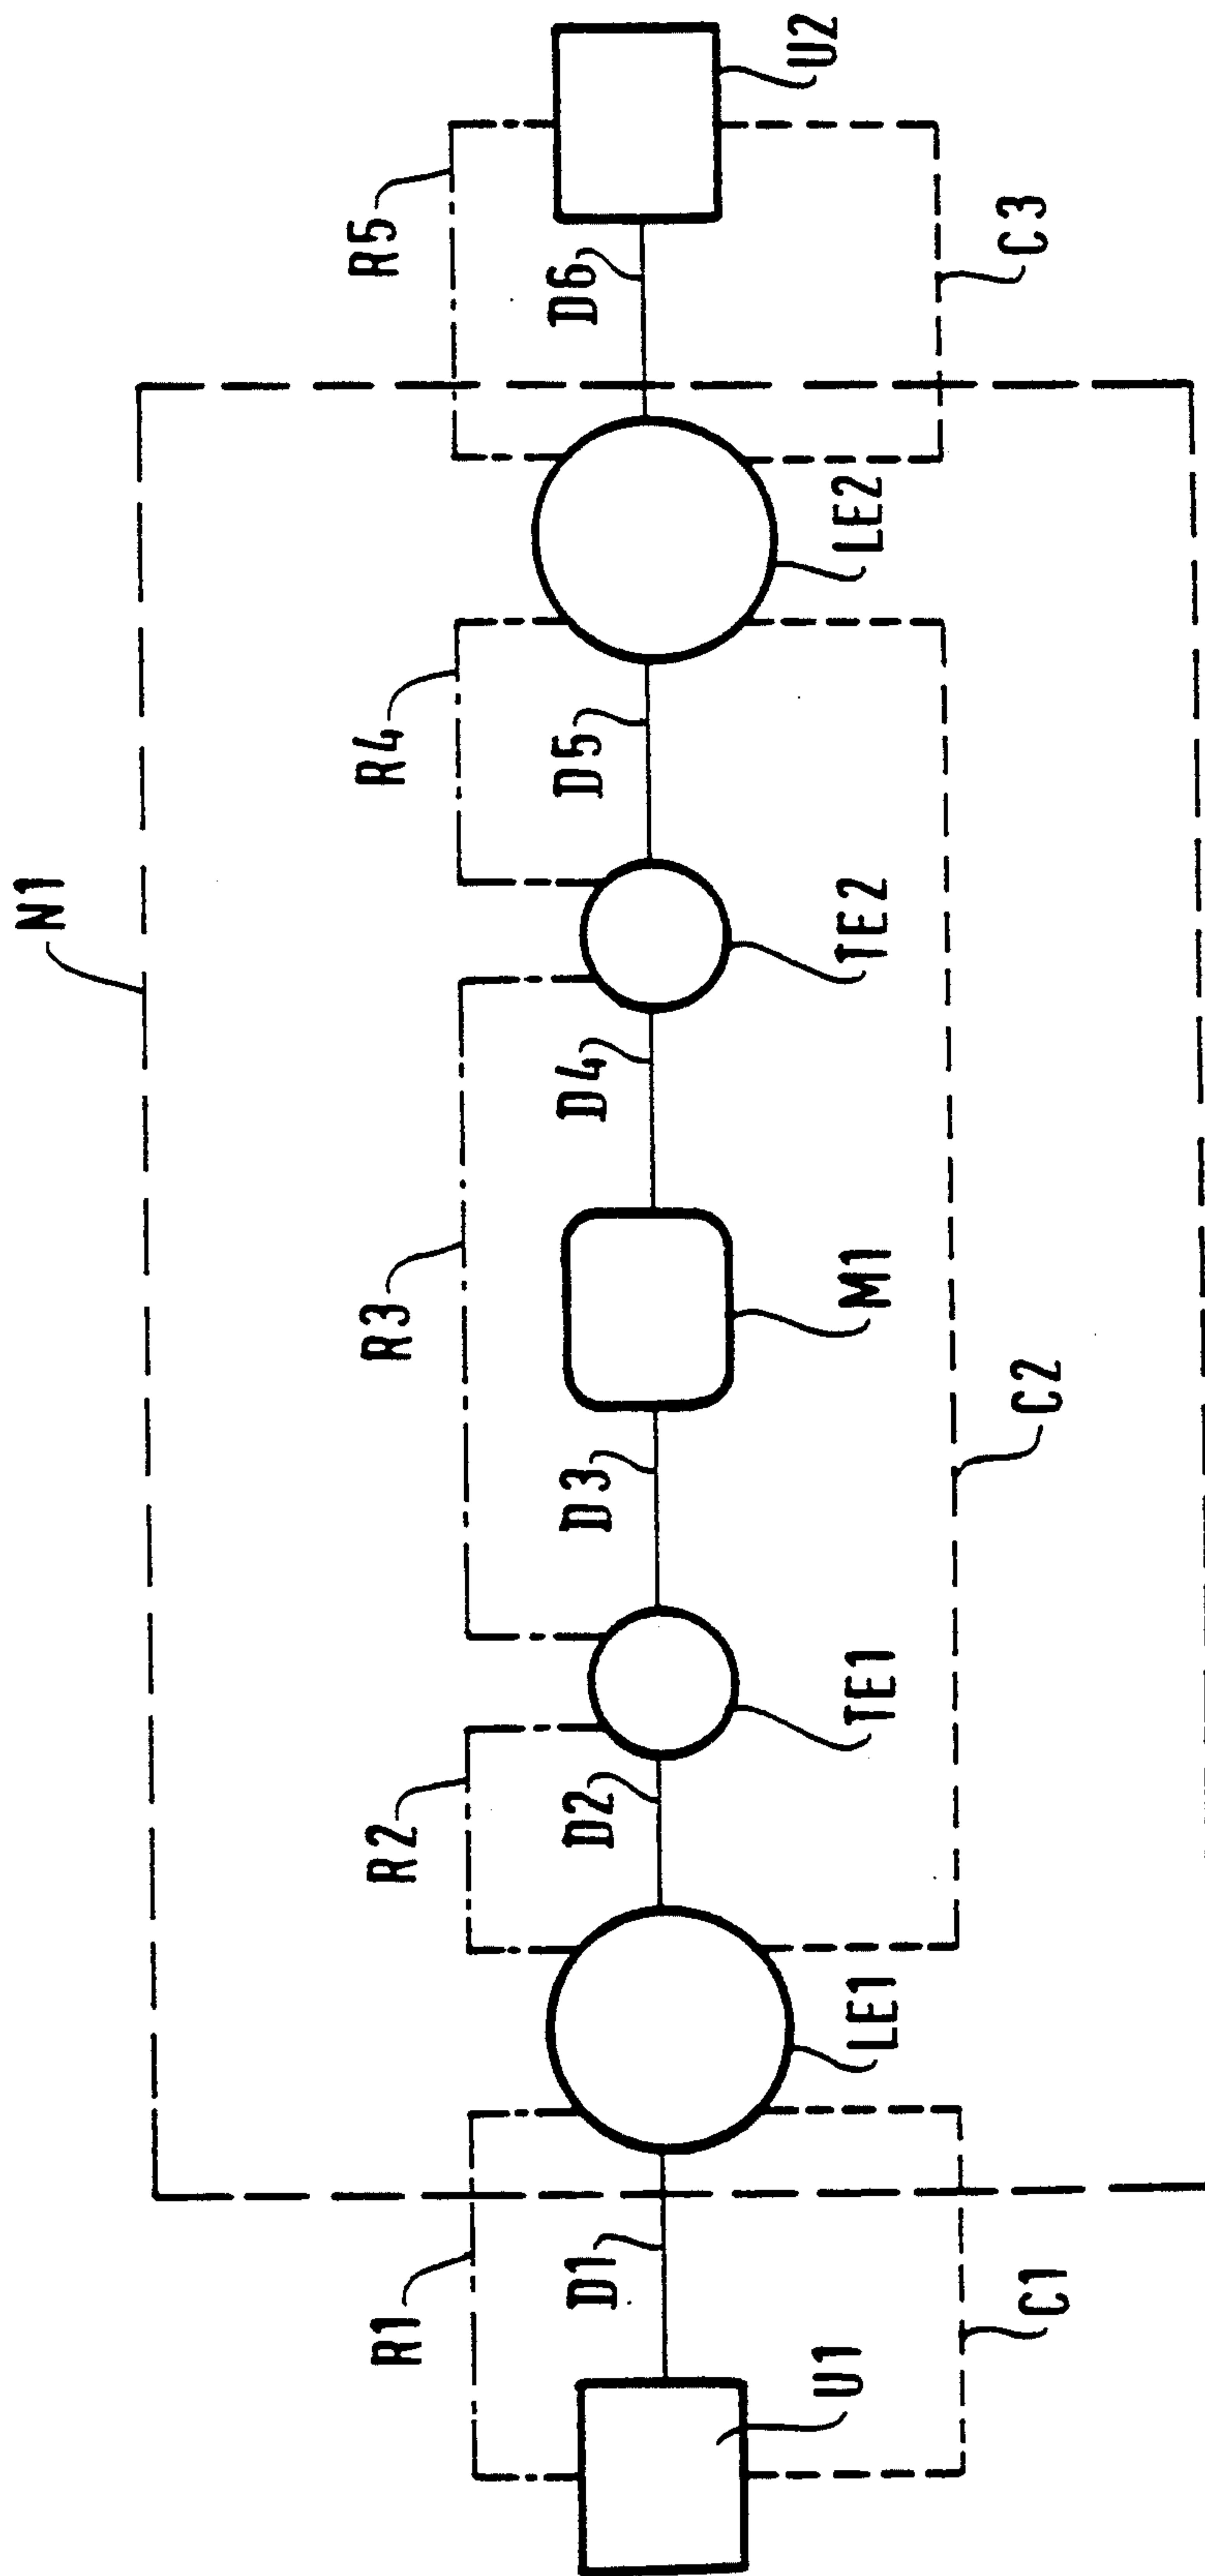 N1
R1
R2
R3
R4
R5
D1
D2
D3
D4
D5
D6
U1
LE1
TE1
M1
TE2
LE2
U2
C1
C2
C3